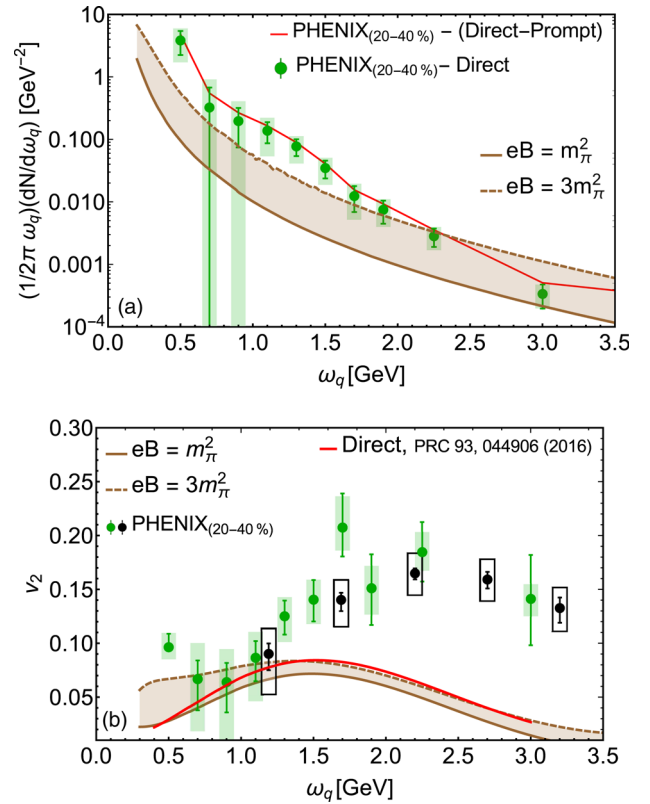 10
PHENIX(20–40 %) – (Direct–Prompt)
PHENIX(20–40 %) – Direct
1
0.100
eB = m_π^2
0.010
eB = 3m_π^2
0.001
(a)
10^−4
0.0 0.5 1.0 1.5 2.0 2.5 3.0 3.5
(1/2π ω_q)(dN/dω_q) [GeV^−2]
ω_q [GeV]
0.30
eB = m_π^2
Direct, PRC 93, 044906 (2016)
0.25
eB = 3m_π^2
PHENIX(20–40 %)
0.20
0.15
0.10
0.05
(b)
0.0 0.5 1.0 1.5 2.0 2.5 3.0 3.5
v_2
ω_q [GeV]